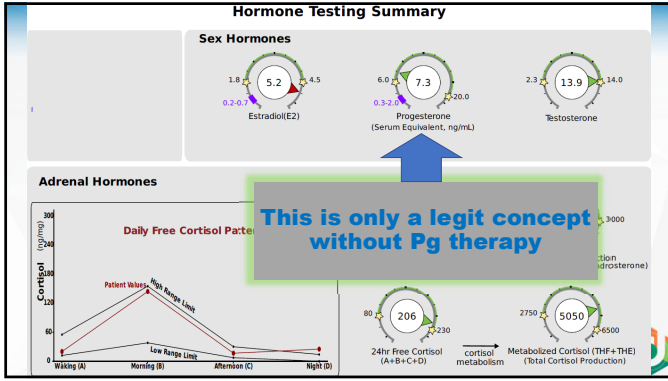 Hormone Testing Summary
Sex Hormones
1.8 5.2 4.5
0.2-0.7
Estradiol(E2)
6.0 7.3 20.0
0.3-2.0
Progesterone
(Serum Equivalent, ng/mL)
2.3 13.9 14.0
Testosterone
Adrenal Hormones
Daily Free Cortisol Patte
This is only a legit concept
without Pg therapy
3000
Cortisol (ng/mg)
300
240
180
120
60
0
Patient Values
High Range Limit
Low Range Limit
Waking (A) Morning (B) Afternoon (C) Night (D)
80 206 230
24hr Free Cortisol
(A+B+C+D)
cortisol
metabolism
2750 5050 6500
Metabolized Cortisol (THF+THE)
(Total Cortisol Production)